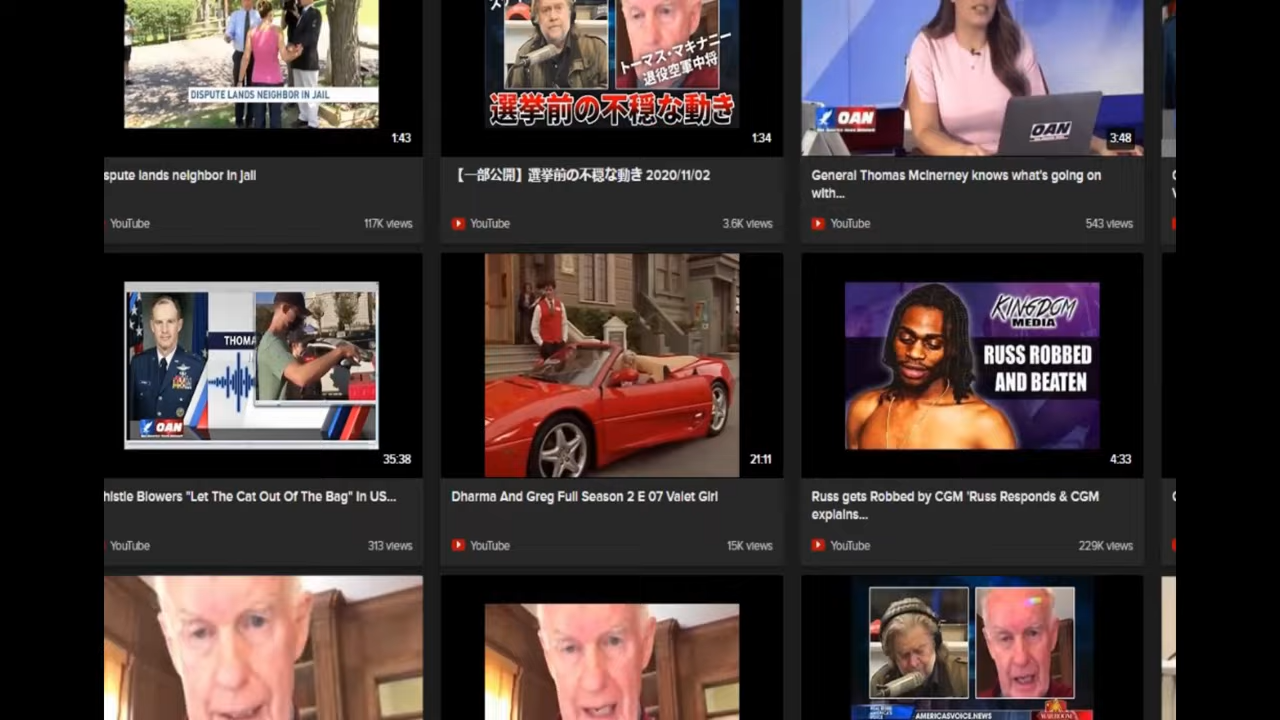 トーマス・マキナニー
退役空軍中将
DISPUTE LANDS NEIGHBOR IN JAIL
選挙前の不穏な動き
OAN
OAN
1:43
1:34
3:48
spute lands neighbor in jail
【一部公開】選挙前の不穏な動き 2020/11/02
General Thomas McInerney knows what's going on
with...
YouTube
117K views
YouTube
3.6K views
YouTube
543 views
THOMA
OAN
KINGDOM
MEDIA
RUSS ROBBED
AND BEATEN
35:38
21:11
4:33
histle Blowers "Let The Cat Out Of The Bag" In US...
Dharma And Greg Full Season 2 E 07 Valet Girl
Russ gets Robbed by CGM 'Russ Responds & CGM
explains...
YouTube
313 views
YouTube
15K views
YouTube
229K views
AMERICASVOICE.NEWS
WARROOM